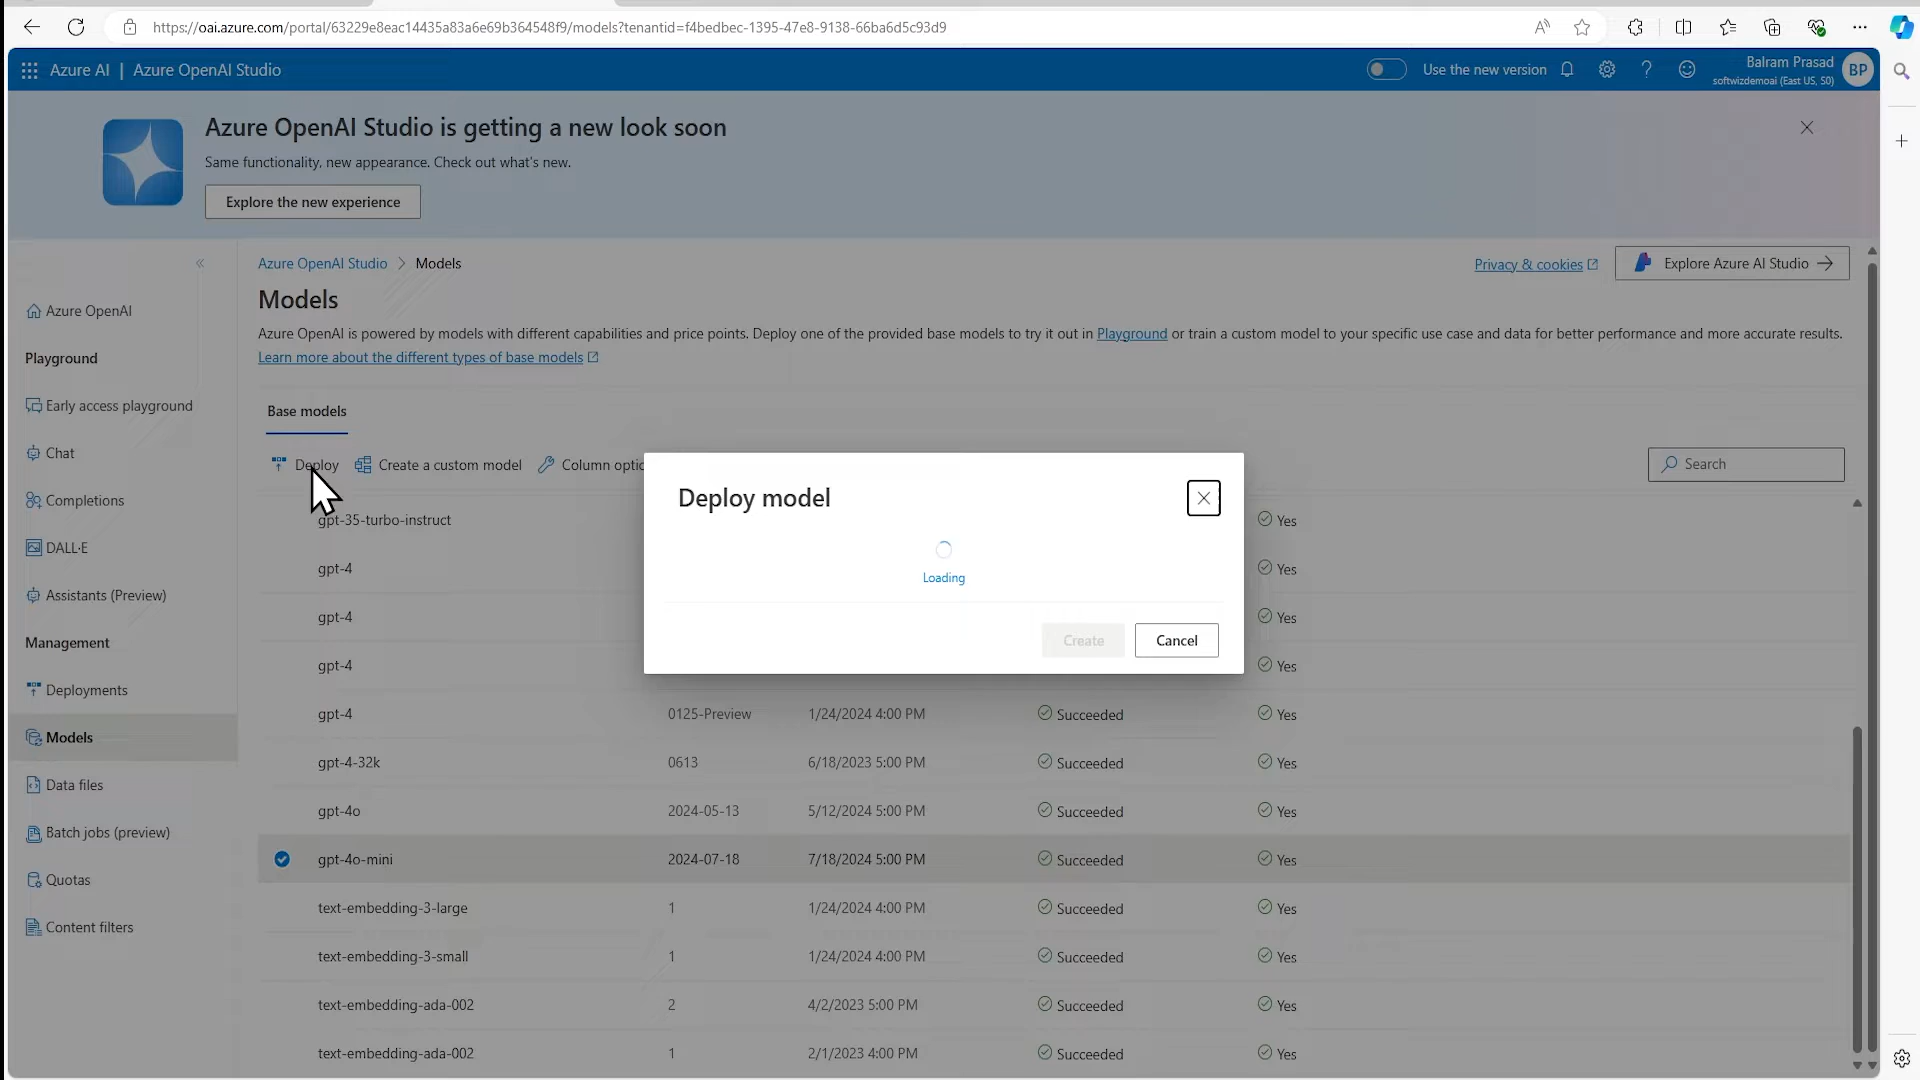 https://oai.azure.com/portal/63229e8eac14435a83a6e69b364548f9/models?tenantid=f4bedbec-1395-47e8-9138-66ba6d5c93d9
Azure AI | Azure OpenAI Studio
Use the new version
Balram Prasad
softwizdemoai (East US, S0)
BP
Azure OpenAI Studio is getting a new look soon
Same functionality, new appearance. Check out what's new.
Explore the new experience
Azure OpenAI Studio > Models
Privacy & cookies
Explore Azure AI Studio
Azure OpenAI
Playground
Early access playground
Chat
Completions
DALL·E
Assistants (Preview)
Management
Deployments
Models
Data files
Batch jobs (preview)
Quotas
Content filters
Models
Azure OpenAI is powered by models with different capabilities and price points. Deploy one of the provided base models to try it out in Playground or train a custom model to your specific use case and data for better performance and more accurate results.
Learn more about the different types of base models
Base models
Deploy Create a custom model Column optio
Search
gpt-35-turbo-instruct Yes
gpt-4 Yes
gpt-4 Yes
gpt-4 Yes
gpt-4 0125-Preview 1/24/2024 4:00 PM Succeeded Yes
gpt-4-32k 0613 6/18/2023 5:00 PM Succeeded Yes
gpt-4o 2024-05-13 5/12/2024 5:00 PM Succeeded Yes
gpt-4o-mini 2024-07-18 7/18/2024 5:00 PM Succeeded Yes
text-embedding-3-large 1 1/24/2024 4:00 PM Succeeded Yes
text-embedding-3-small 1 1/24/2024 4:00 PM Succeeded Yes
text-embedding-ada-002 2 4/2/2023 5:00 PM Succeeded Yes
text-embedding-ada-002 1 2/1/2023 4:00 PM Succeeded Yes
Deploy model
Loading
Create Cancel